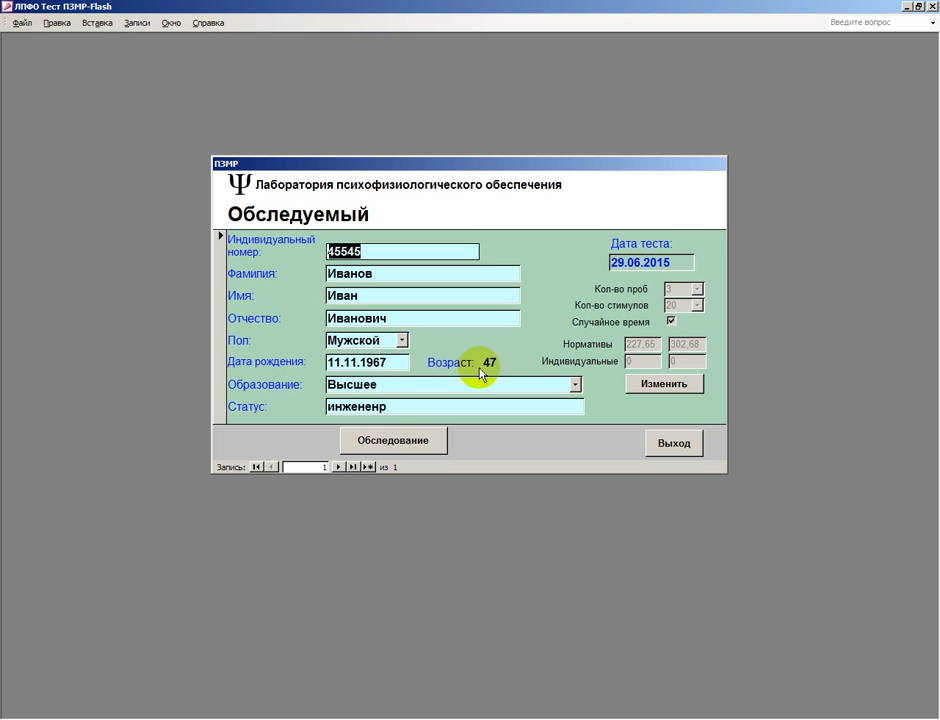 ЛПФО Тест ПЗМР-Flash
Файл Правка Вставка Записи Окно Справка Введите вопрос
ПЗМР
Ψ Лаборатория психофизиологического обеспечения
Обследуемый
Индивидуальный номер: 45545
Фамилия: Иванов
Имя: Иван
Отчество: Иванович
Пол: Мужской
Дата рождения: 11.11.1967 Возраст: 47
Образование: Высшее
Статус: инжененр
Дата теста:
29.06.2015
Кол-во проб 3
Кол-во стимулов 20
Случайное время
Нормативы 227,65 302,68
Индивидуальные 0 0
Изменить
Обследование
Выход
Запись: 1 из 1